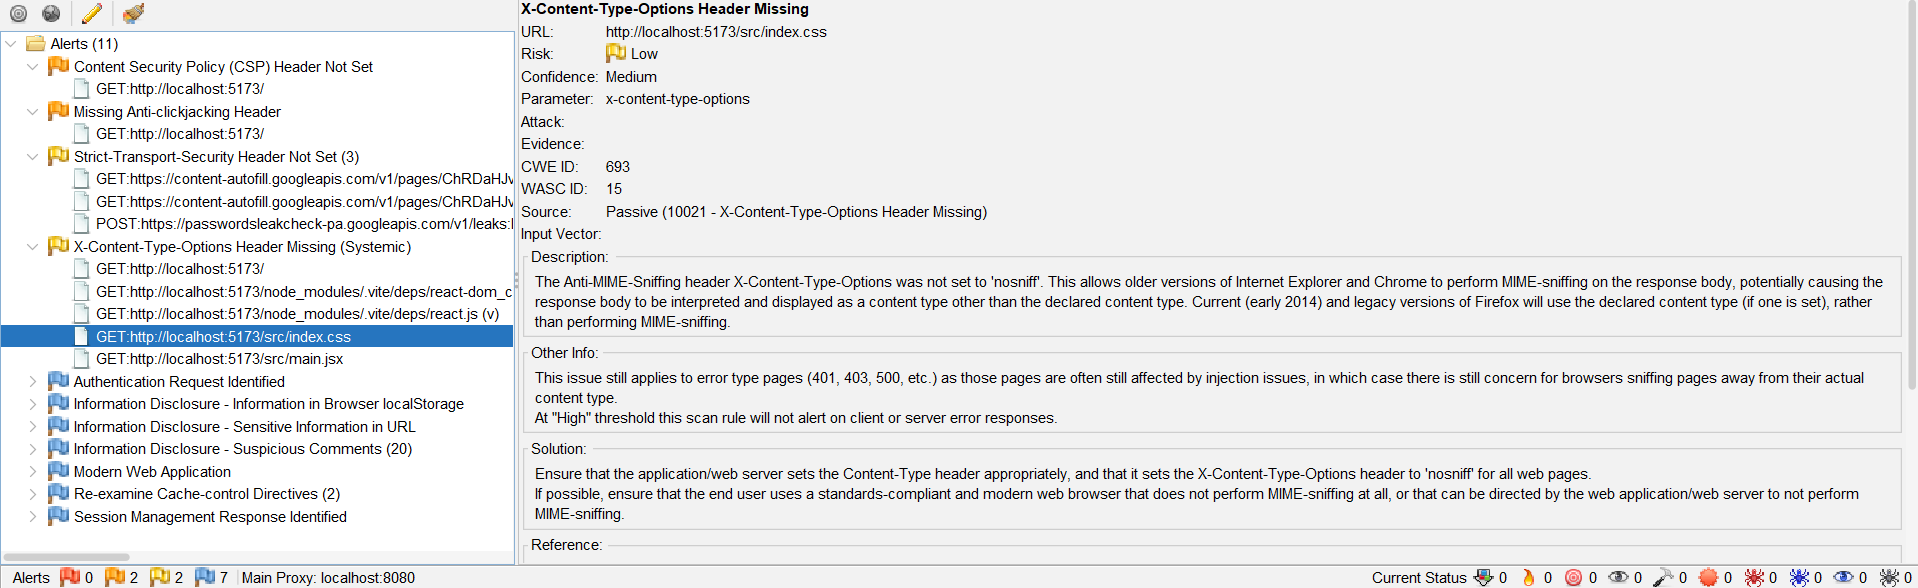 Alerts (11)
Content Security Policy (CSP) Header Not Set
GET:http://localhost:5173/
Missing Anti-clickjacking Header
GET:http://localhost:5173/
Strict-Transport-Security Header Not Set (3)
GET:https://content-autofill.googleapis.com/v1/pages/ChRDaHJv
GET:https://content-autofill.googleapis.com/v1/pages/ChRDaHJv
POST:https://passwordsleakcheck-pa.googleapis.com/v1/leaks:
X-Content-Type-Options Header Missing (Systemic)
GET:http://localhost:5173/
GET:http://localhost:5173/node_modules/.vite/deps/react-dom_c
GET:http://localhost:5173/node_modules/.vite/deps/react.js (v)
GET:http://localhost:5173/src/index.css
GET:http://localhost:5173/src/main.jsx
Authentication Request Identified
Information Disclosure - Information in Browser localStorage
Information Disclosure - Sensitive Information in URL
Information Disclosure - Suspicious Comments (20)
Modern Web Application
Re-examine Cache-control Directives (2)
Session Management Response Identified
X-Content-Type-Options Header Missing
URL: http://localhost:5173/src/index.css
Risk: Low
Confidence: Medium
Parameter: x-content-type-options
Attack:
Evidence:
CWE ID: 693
WASC ID: 15
Source: Passive (10021 - X-Content-Type-Options Header Missing)
Input Vector:
Description:
The Anti-MIME-Sniffing header X-Content-Type-Options was not set to 'nosniff'. This allows older versions of Internet Explorer and Chrome to perform MIME-sniffing on the response body, potentially causing the
response body to be interpreted and displayed as a content type other than the declared content type. Current (early 2014) and legacy versions of Firefox will use the declared content type (if one is set), rather
than performing MIME-sniffing.
Other Info:
This issue still applies to error type pages (401, 403, 500, etc.) as those pages are often still affected by injection issues, in which case there is still concern for browsers sniffing pages away from their actual
content type.
At "High" threshold this scan rule will not alert on client or server error responses.
Solution:
Ensure that the application/web server sets the Content-Type header appropriately, and that it sets the X-Content-Type-Options header to 'nosniff' for all web pages.
If possible, ensure that the end user uses a standards-compliant and modern web browser that does not perform MIME-sniffing at all, or that can be directed by the web application/web server to not perform
MIME-sniffing.
Reference:
Alerts 0 2 2 7 Main Proxy: localhost:8080
Current Status 0 0 0 0 0 0 0 0 0 0